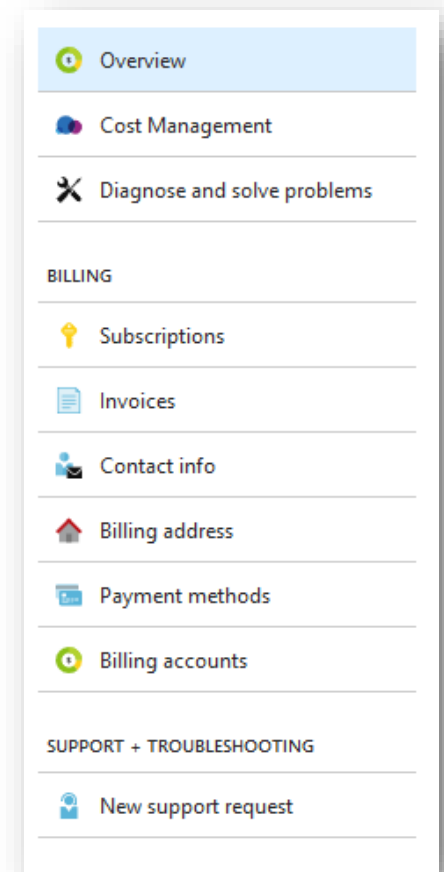 Overview
Cost Management
Diagnose and solve problems
BILLING
Subscriptions
Invoices
Contact info
Billing address
Payment methods
Billing accounts
SUPPORT + TROUBLESHOOTING
New support request